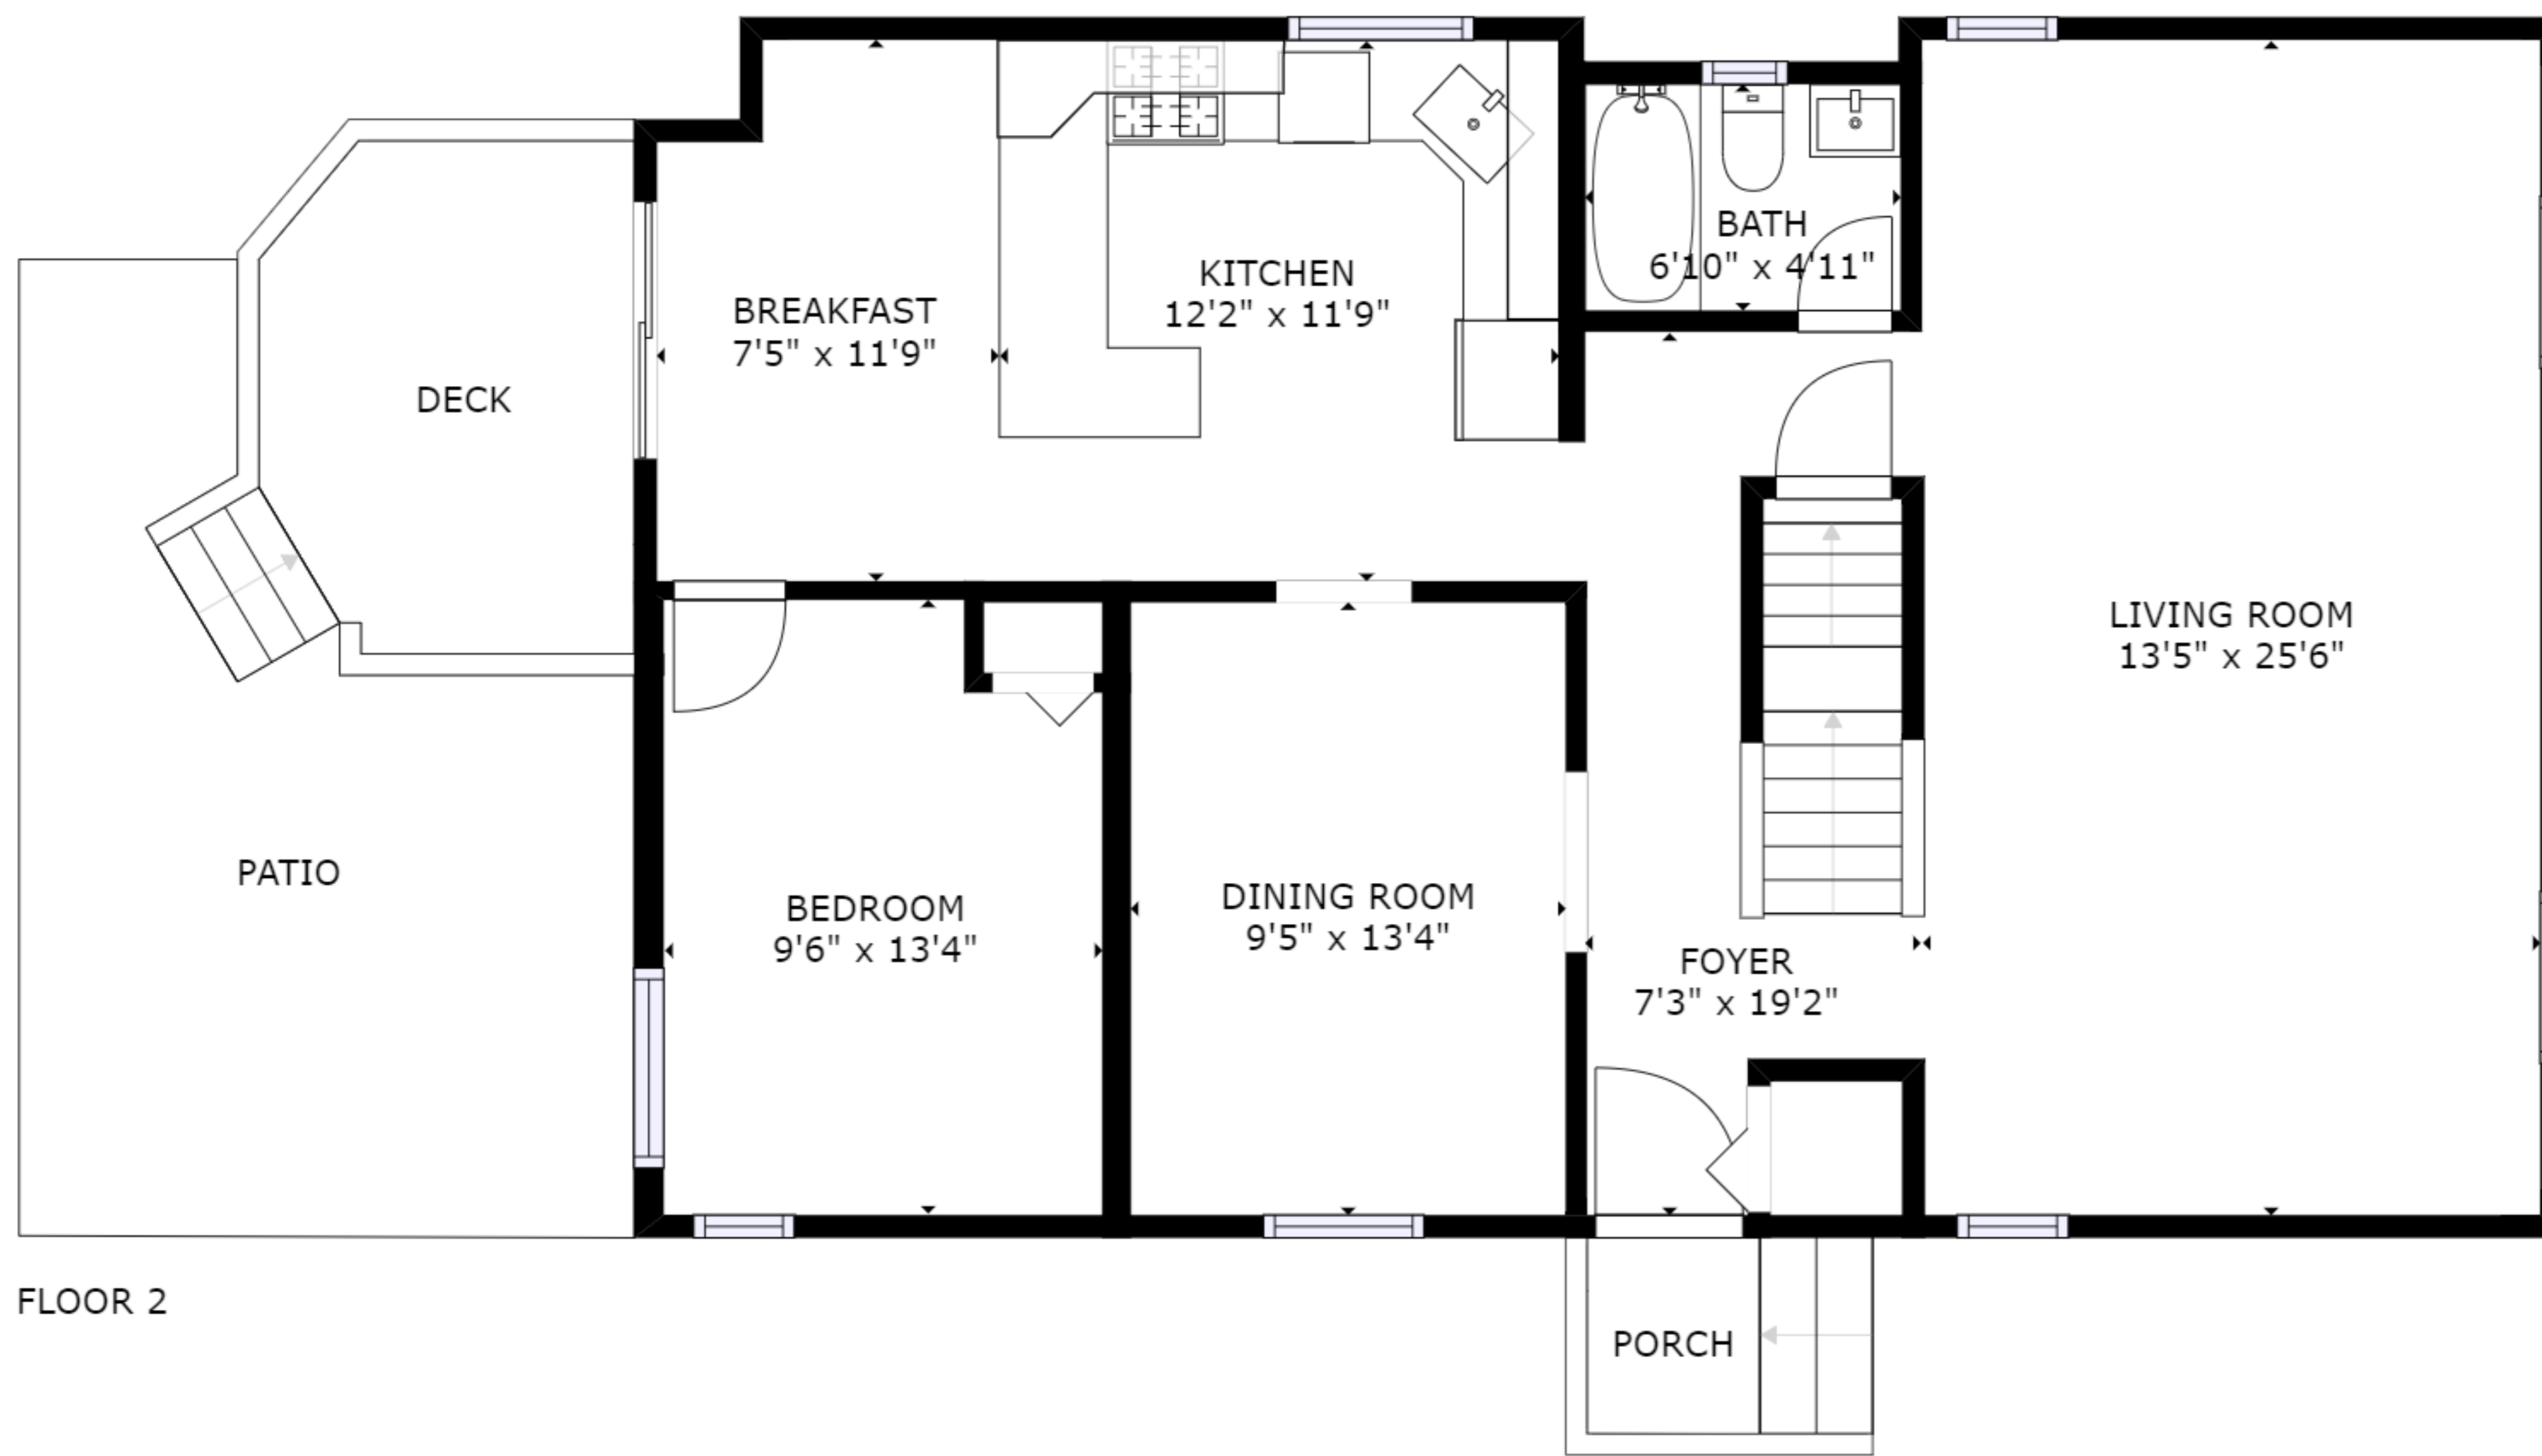 BATH
6'10" x 4'11"
KITCHEN
12'2" x 11'9"
BREAKFAST
7'5" x 11'9"
DECK
LIVING ROOM
13'5" x 25'6"
PATIO
BEDROOM
9'6" x 13'4"
DINING ROOM
9'5" x 13'4"
FOYER
7'3" x 19'2"
FLOOR 2
PORCH